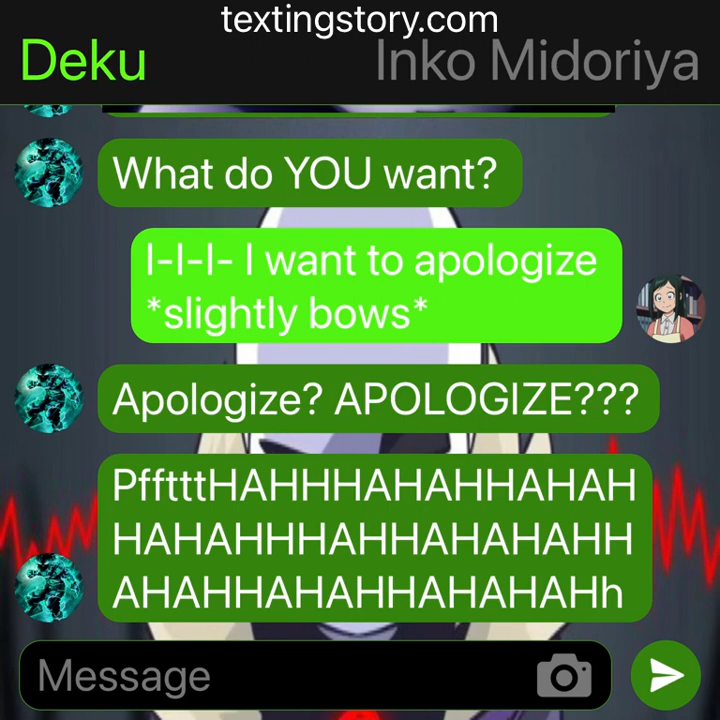 textingstory.com
Deku
Inko Midoriya
What do YOU want?
I-I-I- I want to apologize
*slightly bows*
Apologize? APOLOGIZE???
PfftttHAHHHAHAHHAHAH
HAHAHHHAHHAHAHAHH
AHAHHAHAHHAHAHAHh
Message